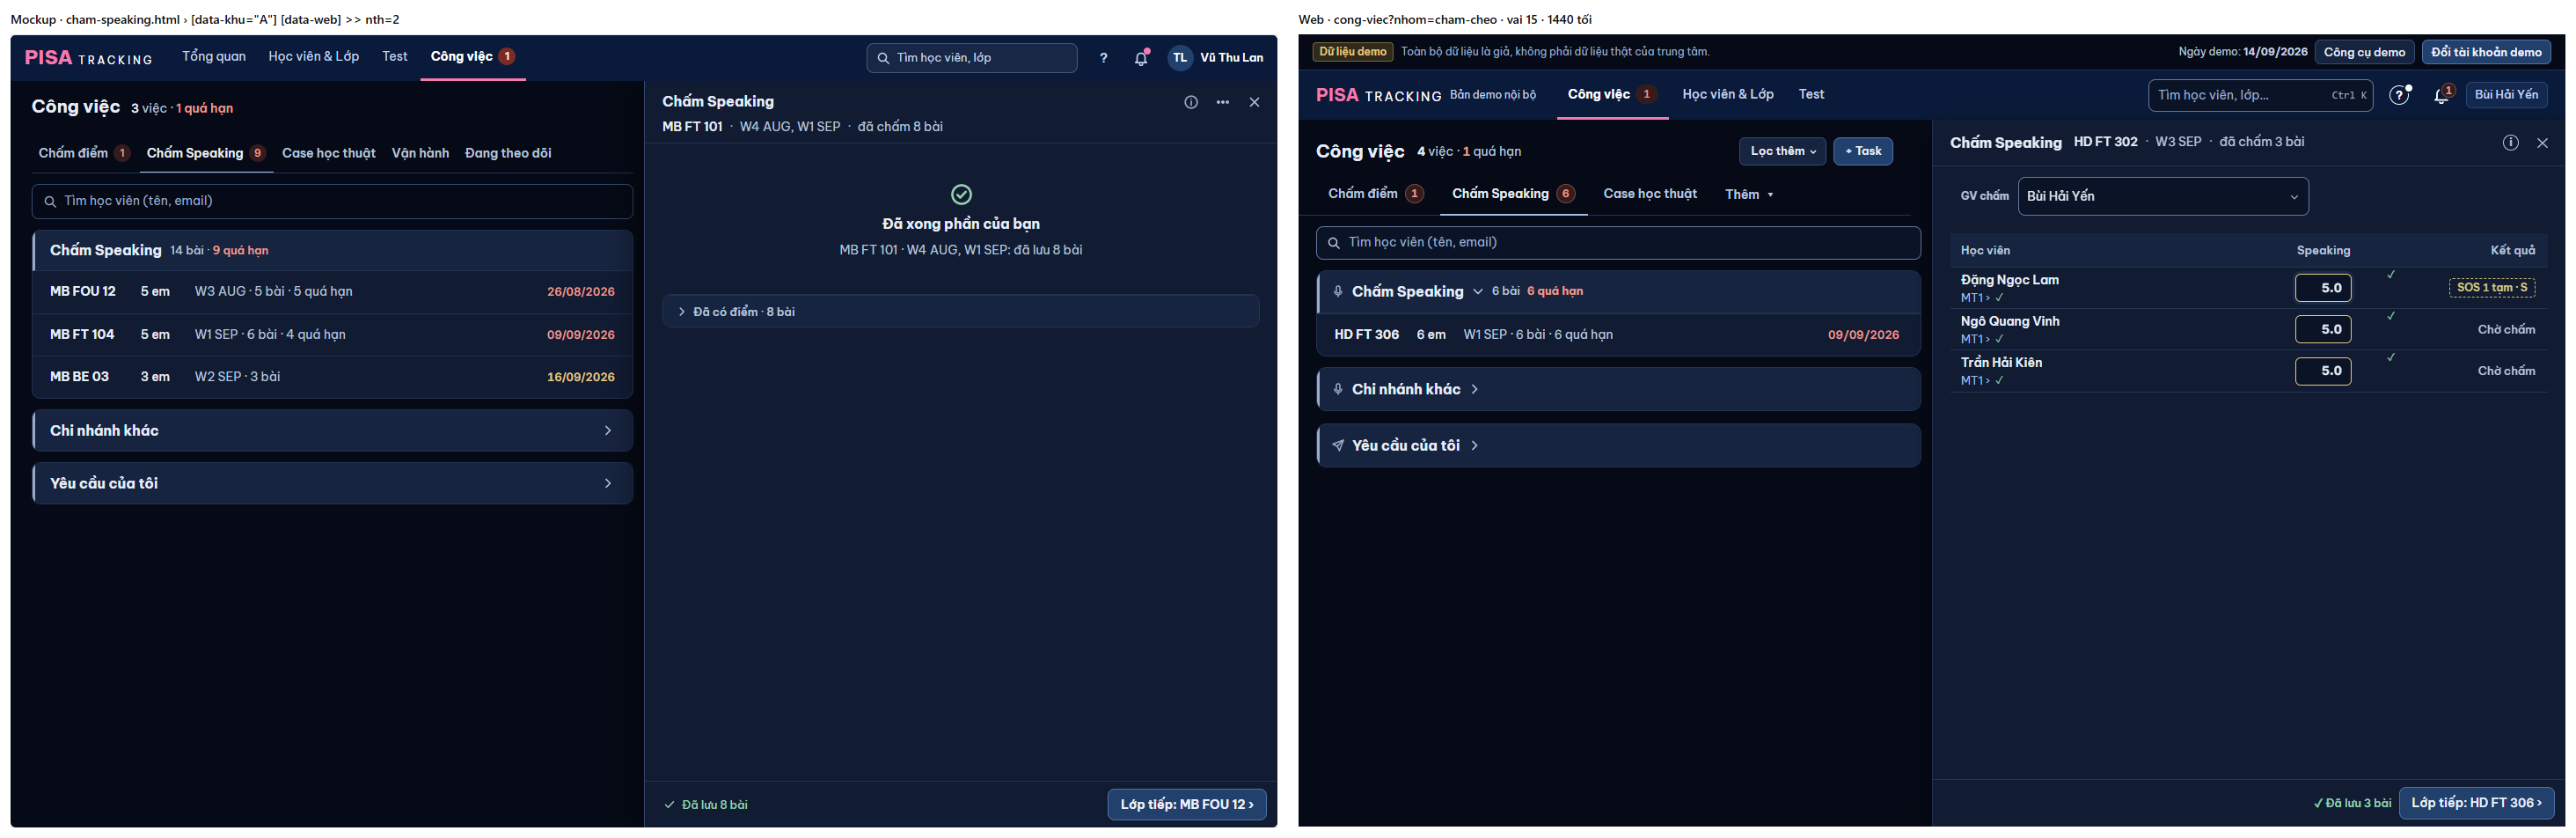 Mockup · cham-speaking.html › [data-khu="A"] [data-web] >> nth=2
PISA TRACKING Tổng quan Học viên & Lớp Test Công việc 1 Tìm học viên, lớp ? TL Vũ Thu Lan
Công việc 3 việc · 1 quá hạn
Chấm điểm 1 Chấm Speaking 9 Case học thuật Vận hành Đang theo dõi
Tìm học viên (tên, email)
Chấm Speaking 14 bài · 9 quá hạn
MB FOU 12 5 em W3 AUG · 5 bài · 5 quá hạn 26/08/2026
MB FT 104 5 em W1 SEP · 6 bài · 4 quá hạn 09/09/2026
MB BE 03 3 em W2 SEP · 3 bài 16/09/2026
Chi nhánh khác
Yêu cầu của tôi
Chấm Speaking
MB FT 101 · W4 AUG, W1 SEP · đã chấm 8 bài
Đã xong phần của bạn
MB FT 101 · W4 AUG, W1 SEP: đã lưu 8 bài
Đã có điểm · 8 bài
Đã lưu 8 bài Lớp tiếp: MB FOU 12 ›
Web · cong-viec?nhom=cham-cheo · vai 15 · 1440 tối
Dữ liệu demo Toàn bộ dữ liệu là giả, không phải dữ liệu thật của trung tâm. Ngày demo: 14/09/2026 Công cụ demo Đổi tài khoản demo
PISA TRACKING Bản demo nội bộ Công việc 1 Học viên & Lớp Test Tìm học viên, lớp... Ctrl K ? 1 Bùi Hải Yến
Công việc 4 việc · 1 quá hạn Lọc thêm + Task
Chấm điểm 1 Chấm Speaking 6 Case học thuật Thêm
Tìm học viên (tên, email)
Chấm Speaking 6 bài 6 quá hạn
HD FT 306 6 em W1 SEP · 6 bài · 6 quá hạn 09/09/2026
Chi nhánh khác
Yêu cầu của tôi
Chấm Speaking HD FT 302 · W3 SEP · đã chấm 3 bài
GV chấm Bùi Hải Yến
Học viên Speaking Kết quả
Đặng Ngọc Lam 5.0 ✓ SOS 1 tạm · S
MT1 › ✓
Ngô Quang Vinh 5.0 ✓ Chờ chấm
MT1 › ✓
Trần Hải Kiên 5.0 ✓ Chờ chấm
MT1 › ✓
✓ Đã lưu 3 bài Lớp tiếp: HD FT 306 ›